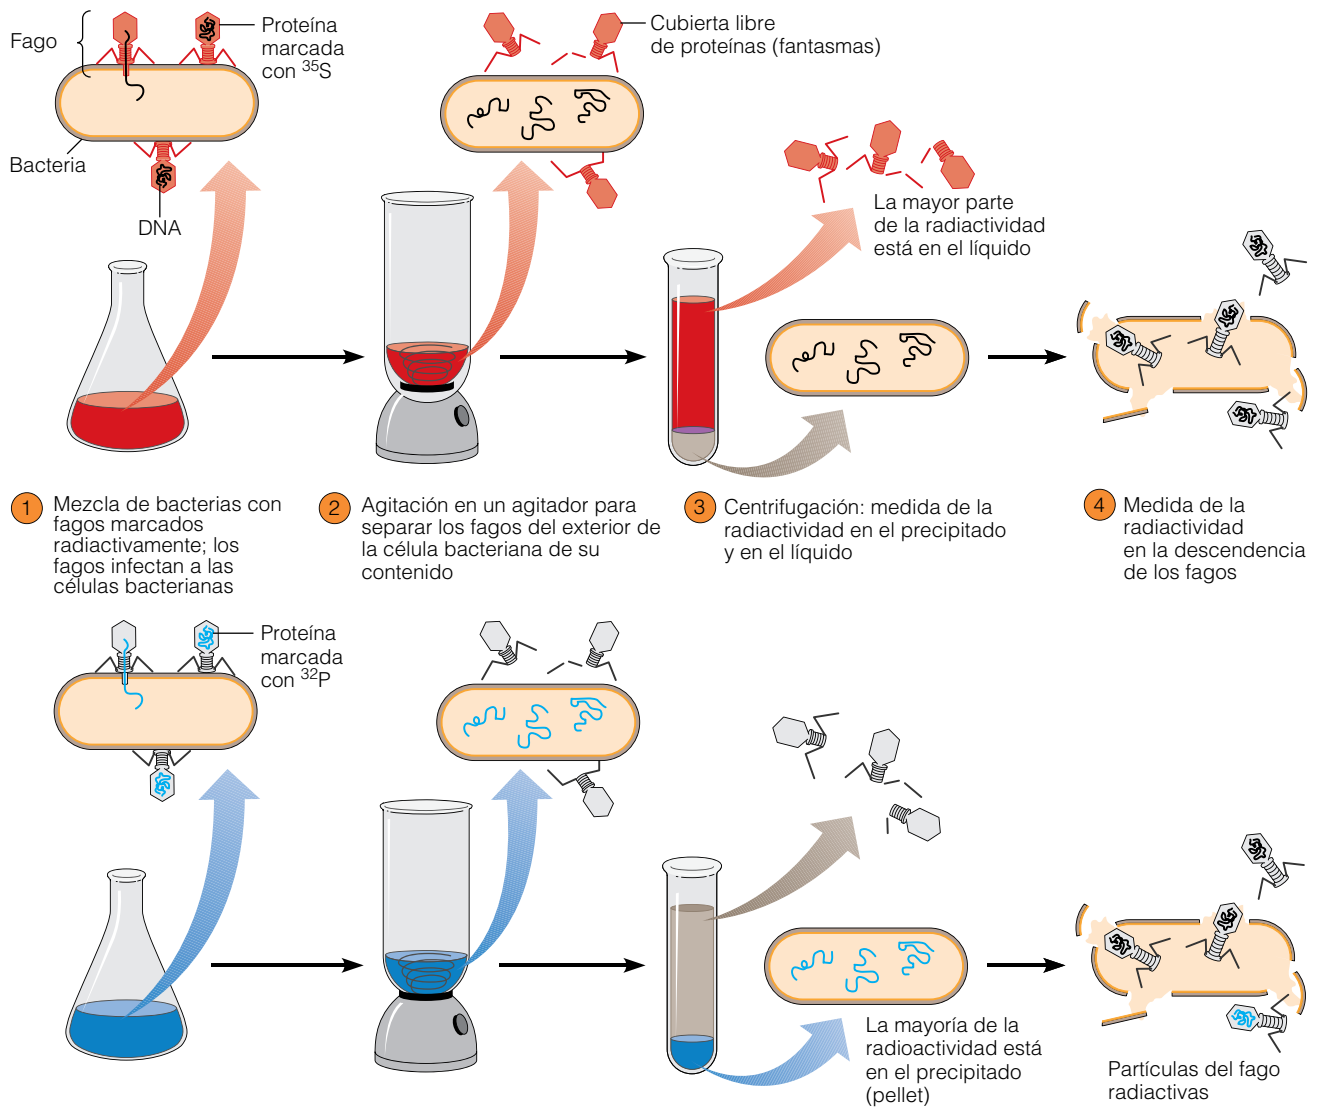 Fago
Proteína
marcada
con ³⁵S
Bacteria
DNA
Cubierta libre
de proteínas (fantasmas)
La mayor parte
de la radiactividad
está en el líquido
1 Mezcla de bacterias con
fagos marcados
radiactivamente; los
fagos infectan a las
células bacterianas
2 Agitación en un agitador para
separar los fagos del exterior de
la célula bacteriana de su
contenido
3 Centrifugación: medida de la
radiactividad en el precipitado
y en el líquido
4 Medida de la
radiactividad
en la descendencia
de los fagos
Proteína
marcada
con ³²P
La mayoría de la
radioactividad está
en el precipitado
(pellet)
Partículas del fago
radiactivas